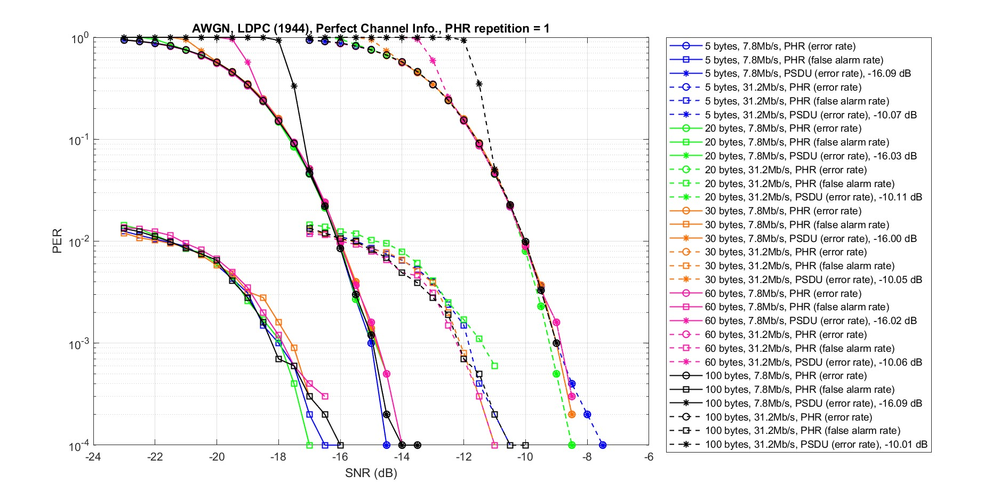 AWGN, LDPC (1944), Perfect Channel Info., PHR repetition = 1
10^0
10^-1
10^-2
10^-3
10^-4
PER
-24 -22 -20 -18 -16 -14 -12 -10 -8 -6
SNR (dB)
5 bytes, 7.8Mb/s, PHR (error rate)
5 bytes, 7.8Mb/s, PHR (false alarm rate)
5 bytes, 7.8Mb/s, PSDU (error rate), -16.09 dB
5 bytes, 31.2Mb/s, PHR (error rate)
5 bytes, 31.2Mb/s, PHR (false alarm rate)
5 bytes, 31.2Mb/s, PSDU (error rate), -10.07 dB
20 bytes, 7.8Mb/s, PHR (error rate)
20 bytes, 7.8Mb/s, PHR (false alarm rate)
20 bytes, 7.8Mb/s, PSDU (error rate), -16.03 dB
20 bytes, 31.2Mb/s, PHR (error rate)
20 bytes, 31.2Mb/s, PHR (false alarm rate)
20 bytes, 31.2Mb/s, PSDU (error rate), -10.11 dB
30 bytes, 7.8Mb/s, PHR (error rate)
30 bytes, 7.8Mb/s, PHR (false alarm rate)
30 bytes, 7.8Mb/s, PSDU (error rate), -16.00 dB
30 bytes, 31.2Mb/s, PHR (error rate)
30 bytes, 31.2Mb/s, PHR (false alarm rate)
30 bytes, 31.2Mb/s, PSDU (error rate), -10.05 dB
60 bytes, 7.8Mb/s, PHR (error rate)
60 bytes, 7.8Mb/s, PHR (false alarm rate)
60 bytes, 7.8Mb/s, PSDU (error rate), -16.02 dB
60 bytes, 31.2Mb/s, PHR (error rate)
60 bytes, 31.2Mb/s, PHR (false alarm rate)
60 bytes, 31.2Mb/s, PSDU (error rate), -10.06 dB
100 bytes, 7.8Mb/s, PHR (error rate)
100 bytes, 7.8Mb/s, PHR (false alarm rate)
100 bytes, 7.8Mb/s, PSDU (error rate), -16.09 dB
100 bytes, 31.2Mb/s, PHR (error rate)
100 bytes, 31.2Mb/s, PHR (false alarm rate)
100 bytes, 31.2Mb/s, PSDU (error rate), -10.01 dB